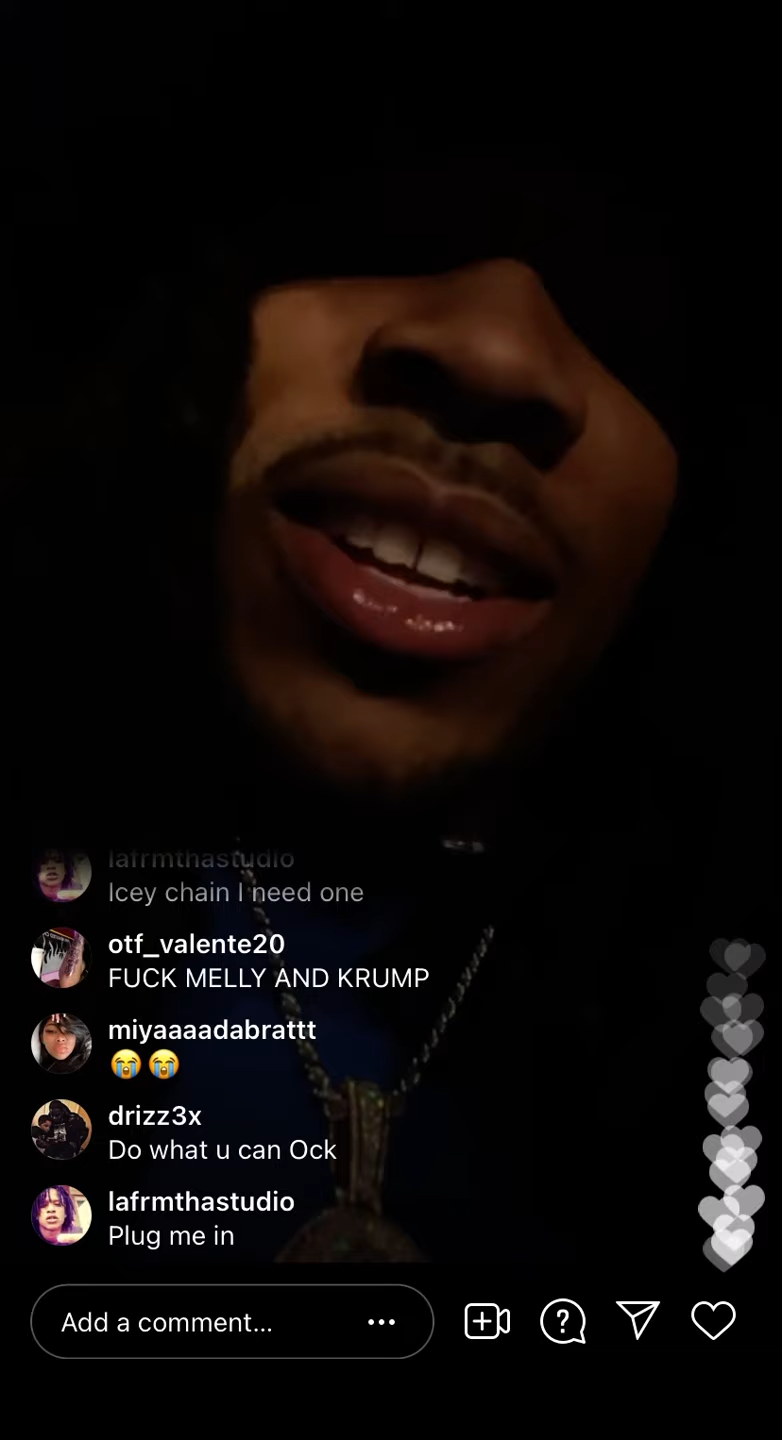 lafrmthastudio
Icey chain I need one
otf_valente20
FUCK MELLY AND KRUMP
miyaaaadabrattt
😭😭
drizz3x
Do what u can Ock
lafrmthastudio
Plug me in
Add a comment...